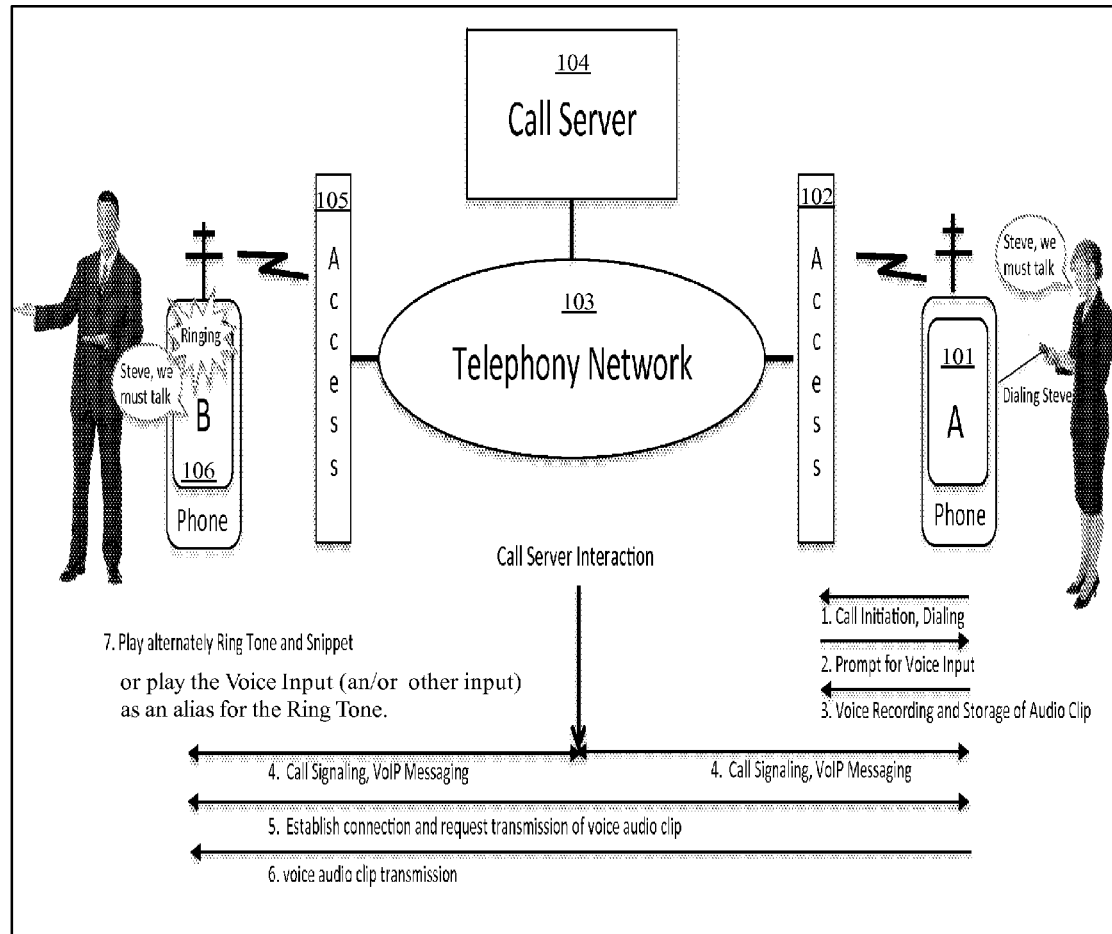 104
Call Server
105
Access
102
Access
103
Telephony Network
Steve, we
must talk
101
A
Phone
Dialing Steve
Ringing
Steve, we
must talk
B
106
Phone
Call Server Interaction
1. Call Initiation, Dialing
2. Prompt for Voice Input
3. Voice Recording and Storage of Audio Clip
7. Play alternately Ring Tone and Snippet
or play the Voice Input (an/or other input)
as an alias for the Ring Tone.
4. Call Signaling, VoIP Messaging
4. Call Signaling, VoIP Messaging
5. Establish connection and request transmission of voice audio clip
6. voice audio clip transmission